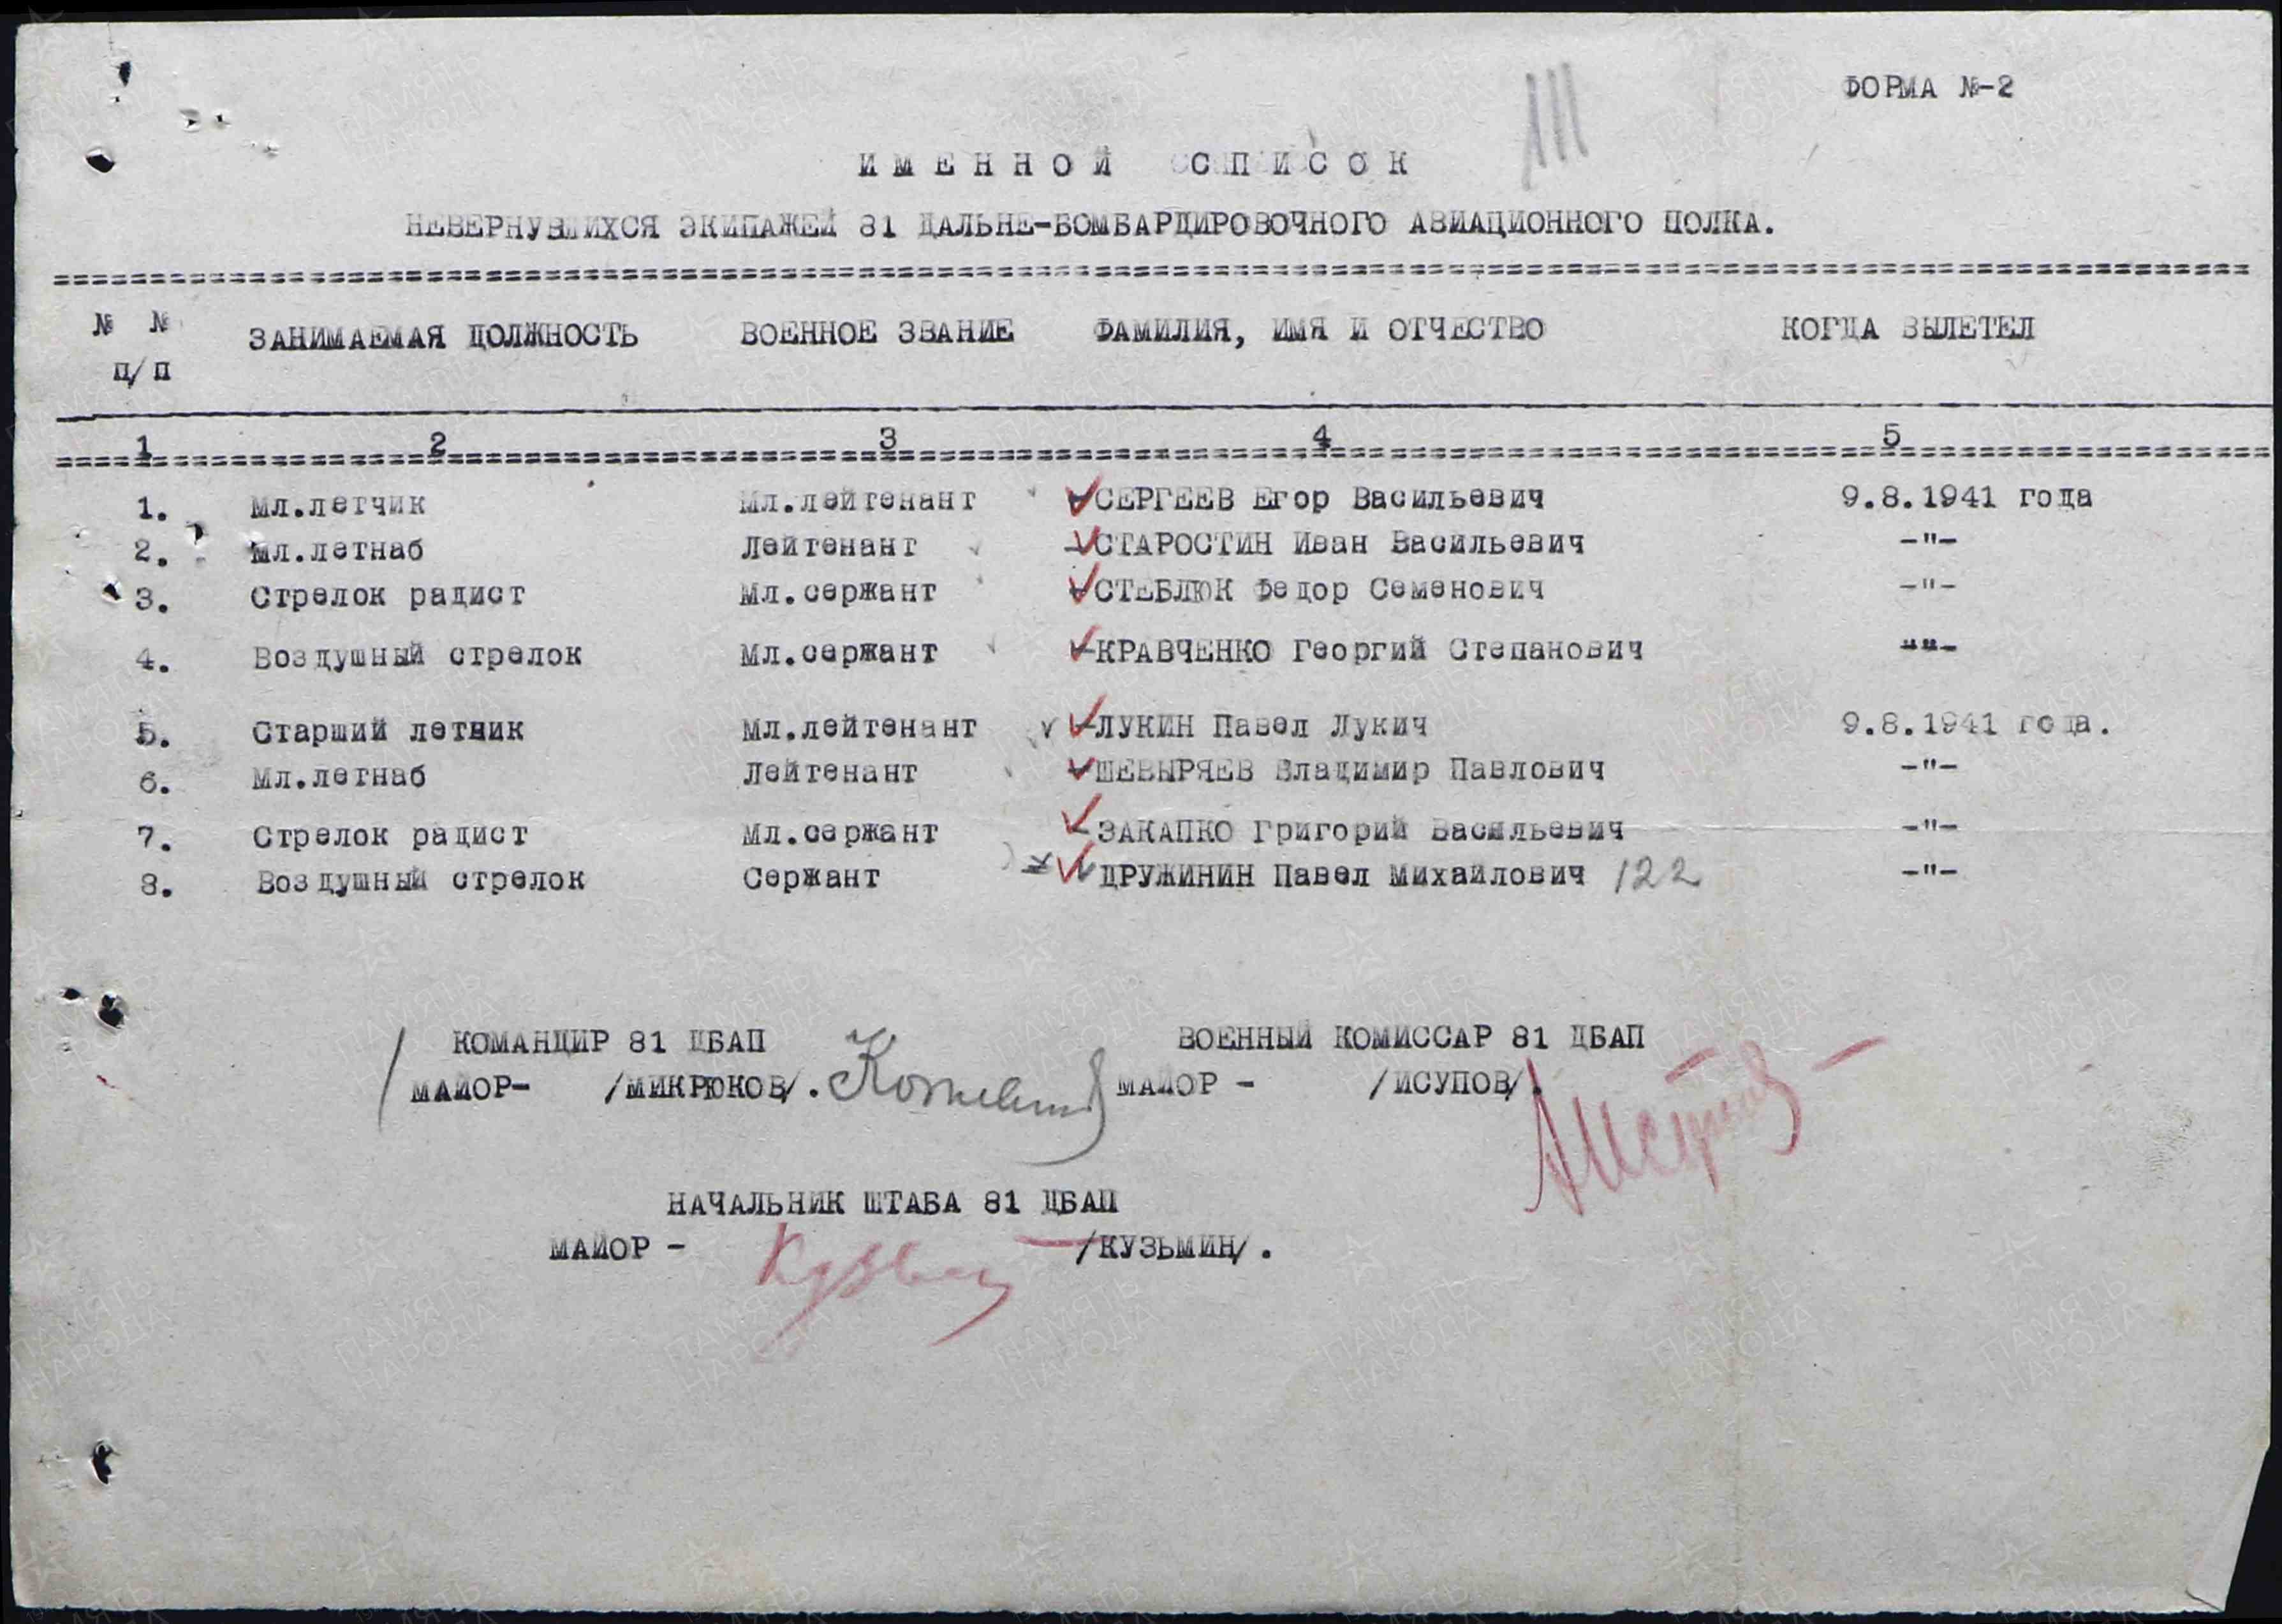 ФОРМА №-2
111
ИМЕННОЙ СПИСОК
НЕВЕРНУВШИХСЯ ЭКИПАЖЕЙ 81 ДАЛЬНЕ-БОМБАРДИРОВОЧНОГО АВИАЦИОННОГО ПОЛКА.
№ № п/п ЗАНИМАЕМАЯ ДОЛЖНОСТЬ ВОЕННОЕ ЗВАНИЕ ФАМИЛИЯ, ИМЯ И ОТЧЕСТВО КОГДА ВЫЛЕТЕЛ
1 2 3 4 5
1. Мл.летчик Мл.лейтенант СЕРГЕЕВ Егор Васильевич 9.8.1941 года
2. Мл.летнаб Лейтенант СТАРОСТИН Иван Васильевич -"-
3. Стрелок радист Мл.сержант СТЕБЛЮК Федор Семенович -"-
4. Воздушный стрелок Мл.сержант КРАВЧЕНКО Георгий Степанович -"-
5. Старший летчик Мл.лейтенант ЛУКИН Павел Лукич 9.8.1941 года.
6. Мл.летнаб Лейтенант ШЕВЫРЯЕВ Владимир Павлович -"-
7. Стрелок радист Мл.сержант ЗАКАПКО Григорий Васильевич -"-
8. Воздушный стрелок Сержант ДРУЖИНИН Павел Михайлович 122 -"-
КОМАНДИР 81 ДБАП ВОЕННЫЙ КОМИССАР 81 ДБАП
МАЙОР- /МИКРЮКОВ/. МАЙОР - /ИСУПОВ/.
НАЧАЛЬНИК ШТАБА 81 ДБАП
МАЙОР - /КУЗЬМИН/.
ПАМЯТЬ НАРОДА